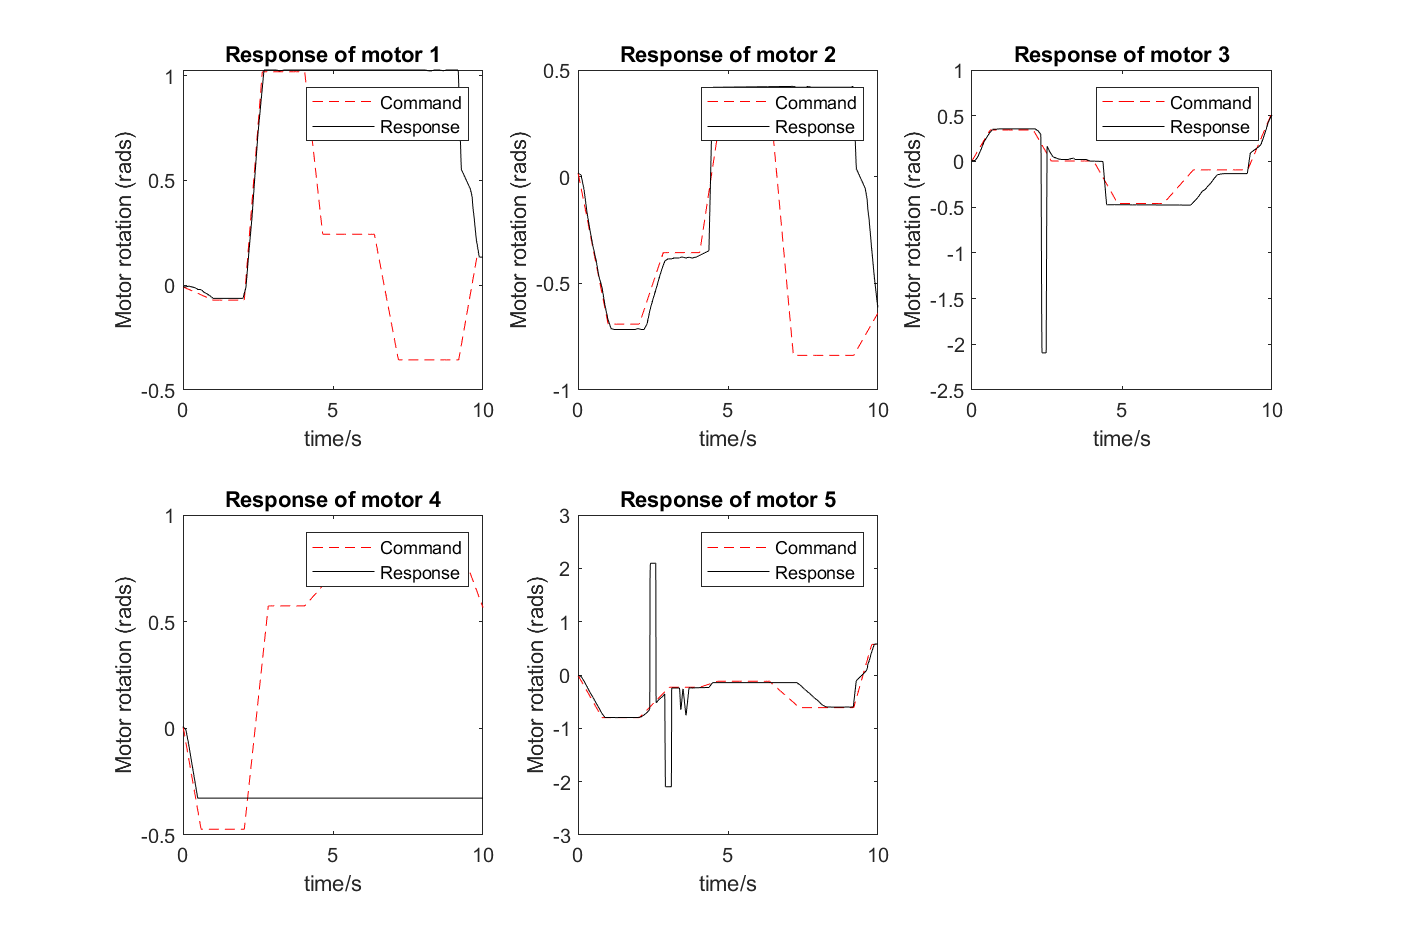 Response of motor 1
Motor rotation (rads)
1
0.5
0
-0.5
0
5
10
time/s
Command
Response
Response of motor 2
Motor rotation (rads)
0.5
0
-0.5
-1
0
5
10
time/s
Command
Response
Response of motor 3
Motor rotation (rads)
1
0.5
0
-0.5
-1
-1.5
-2
-2.5
0
5
10
time/s
Command
Response
Response of motor 4
Motor rotation (rads)
1
0.5
0
-0.5
0
5
10
time/s
Command
Response
Response of motor 5
Motor rotation (rads)
3
2
1
0
-1
-2
-3
0
5
10
time/s
Command
Response